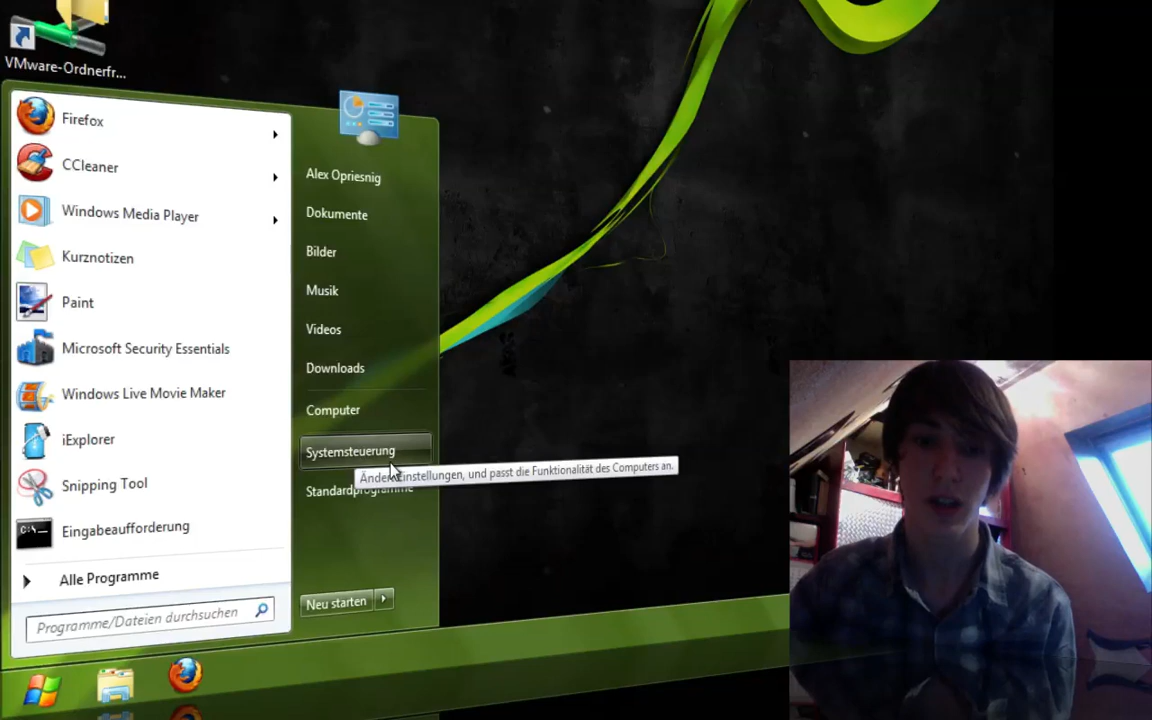 VMware-Ordnerfr...
Firefox
CCleaner
Windows Media Player
Kurznotizen
Paint
Microsoft Security Essentials
Windows Live Movie Maker
iExplorer
Snipping Tool
Eingabeaufforderung
Alle Programme
Programme/Dateien durchsuchen
Alex Opriesnig
Dokumente
Bilder
Musik
Videos
Downloads
Computer
Systemsteuerung
Änder Einstellungen, und passt die Funktionalität des Computers an.
Standardprogramme
Neu starten